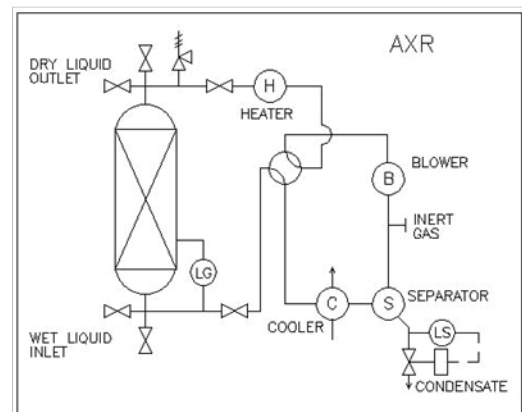 AXR
DRY LIQUID
OUTLET
H
HEATER
BLOWER
B
INERT
GAS
LG
SEPARATOR
C
S
COOLER
WET LIQUID
INLET
LS
CONDENSATE